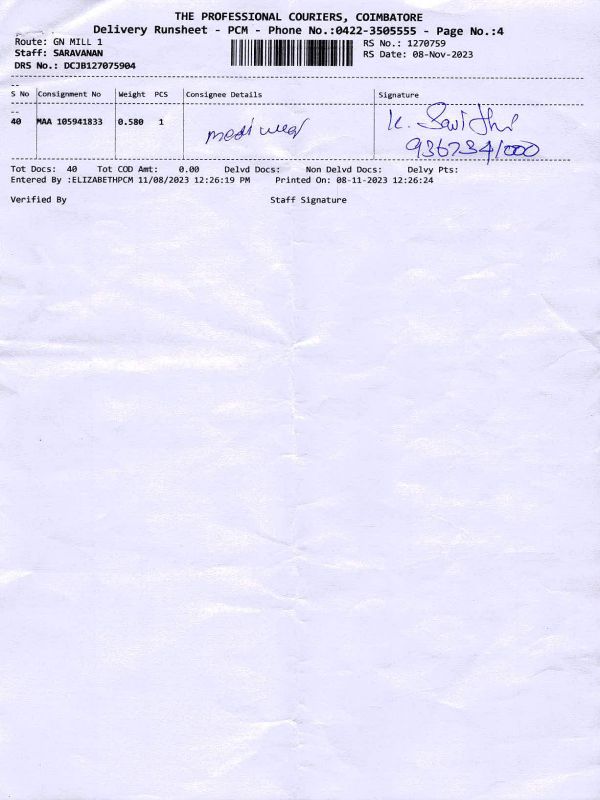 THE PROFESSIONAL COURIERS, COIMBATORE
Delivery Runsheet - PCM - Phone No.:0422-3505555 - Page No.:4
Route: GN MILL 1
RS No.: 1270759
Staff: SARAVANAN
RS Date: 08-Nov-2023
DRS No.: DCJB127075904
S No Consignment No Weight PCS Consignee Details Signature
40 MAA 105941833 0.580 1
K. Savithri
Tot Docs: 40 Tot COD Amt: 0.00 Delvd Docs: Non Delvd Docs: Delvy Pts:
Entered By :ELIZABETHPCM 11/08/2023 12:26:19 PM Printed On: 08-11-2023 12:26:24
Verified By Staff Signature